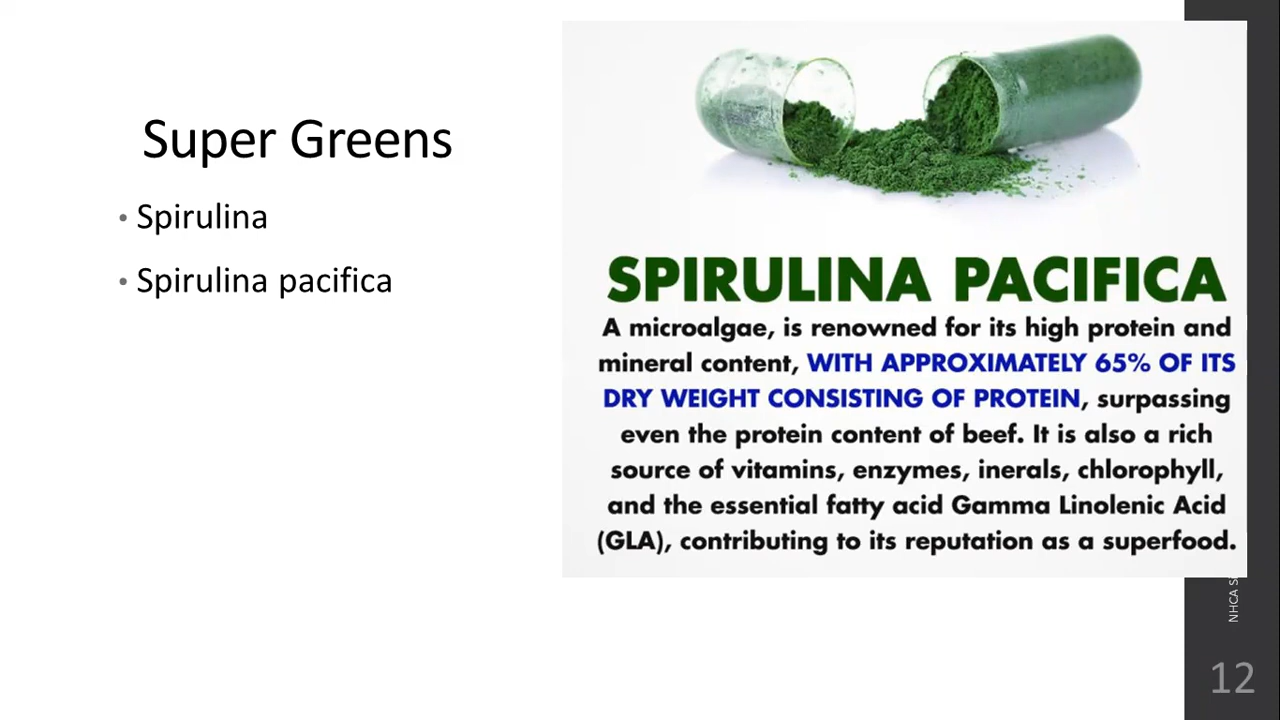 Super Greens
• Spirulina
• Spirulina pacifica
SPIRULINA PACIFICA
A microalgae, is renowned for its high protein and
mineral content, WITH APPROXIMATELY 65% OF ITS
DRY WEIGHT CONSISTING OF PROTEIN, surpassing
even the protein content of beef. It is also a rich
source of vitamins, enzymes, inerals, chlorophyll,
and the essential fatty acid Gamma Linolenic Acid
(GLA), contributing to its reputation as a superfood.
NHCA
12